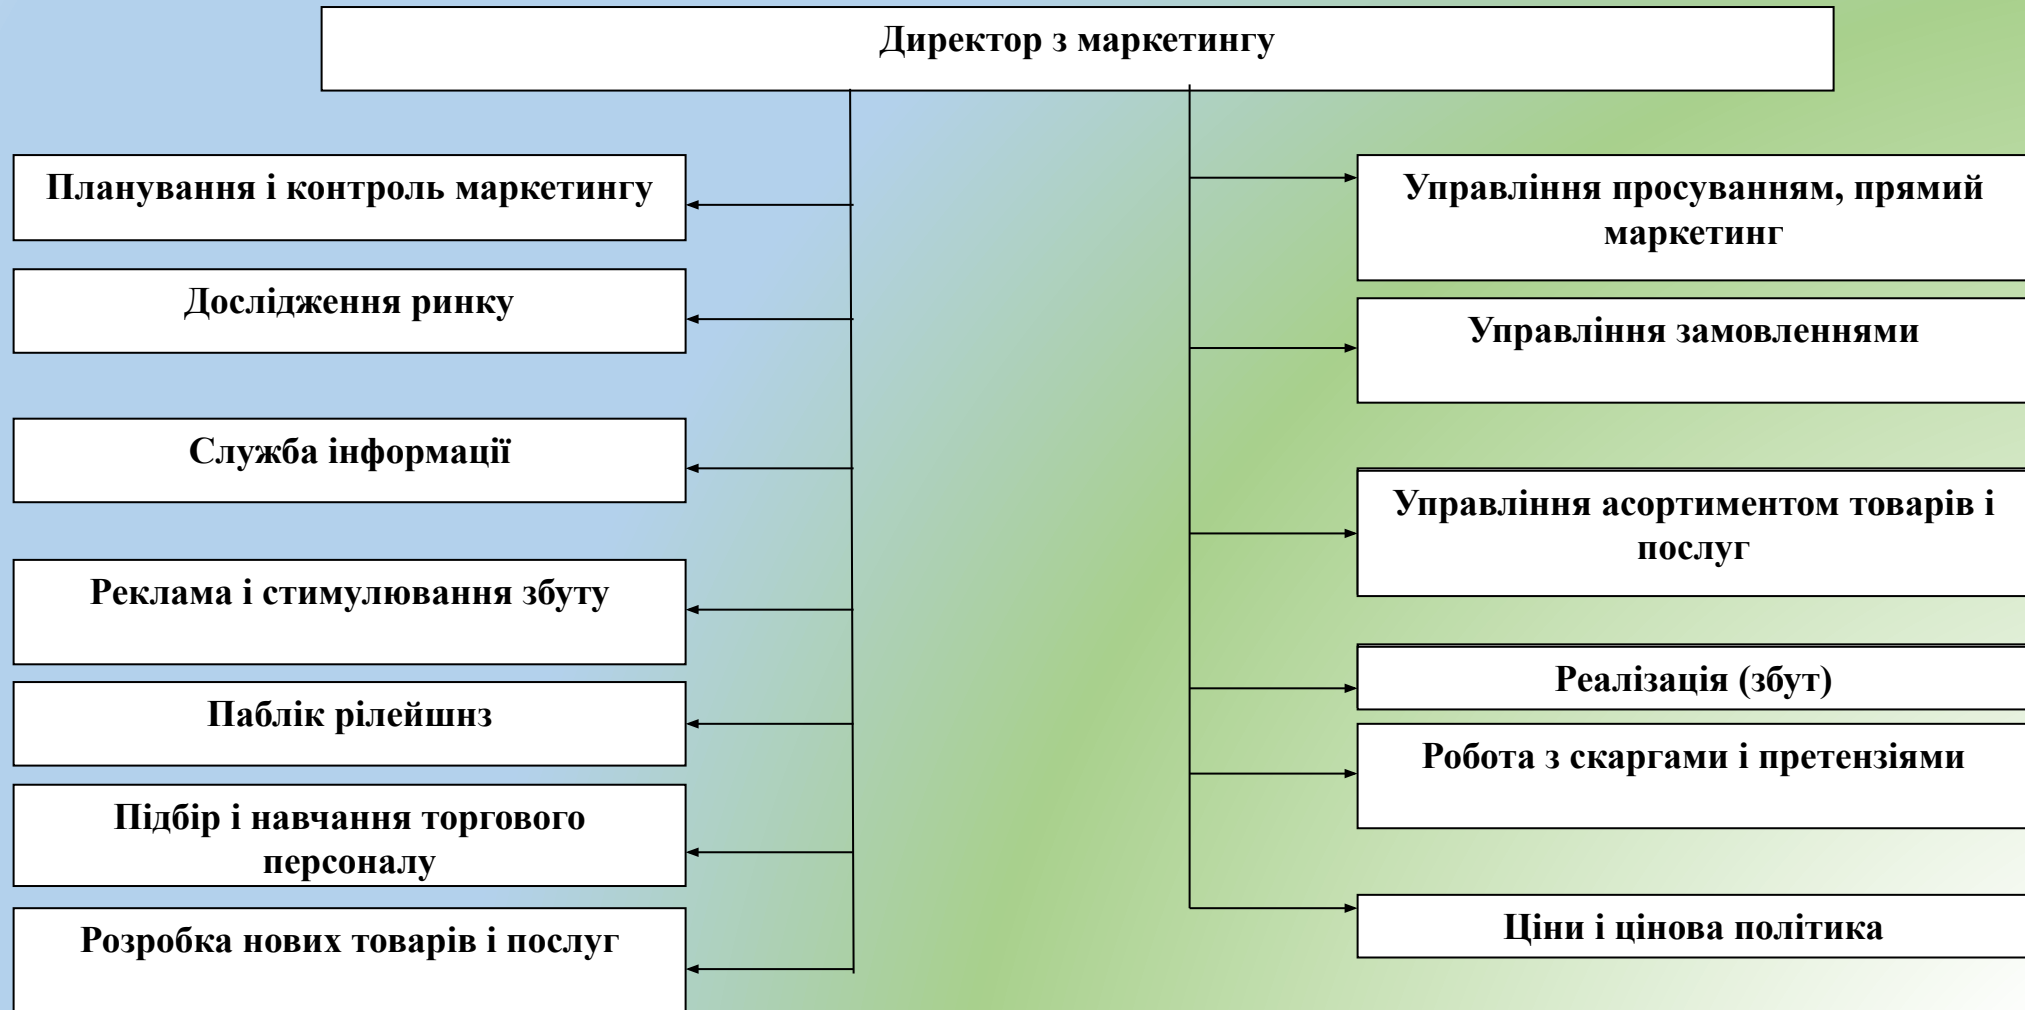 Директор з маркетингу
Планування і контроль маркетингу
Дослідження ринку
Служба інформації
Реклама і стимулювання збуту
Паблік рілейшнз
Підбір і навчання торгового
персоналу
Розробка нових товарів і послуг
Управління просуванням, прямий
маркетинг
Управління замовленнями
Управління асортиментом товарів і
послуг
Реалізація (збут)
Робота з скаргами і претензіями
Ціни і цінова політика